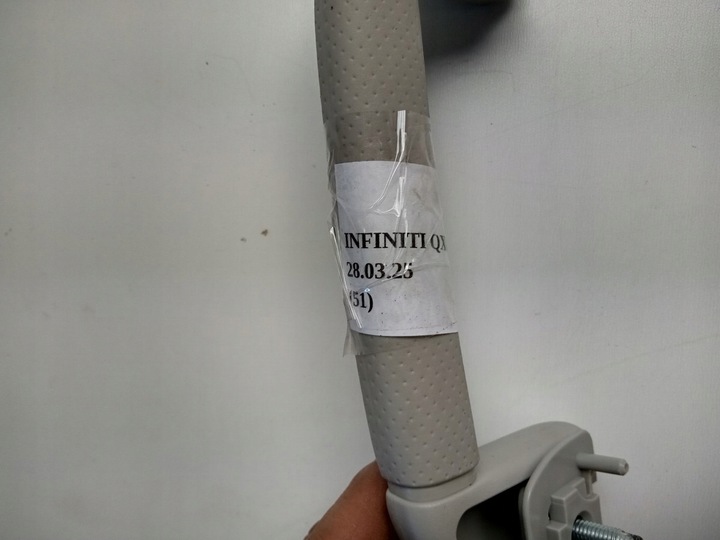 INFINITI QX
28.03.25
(51)